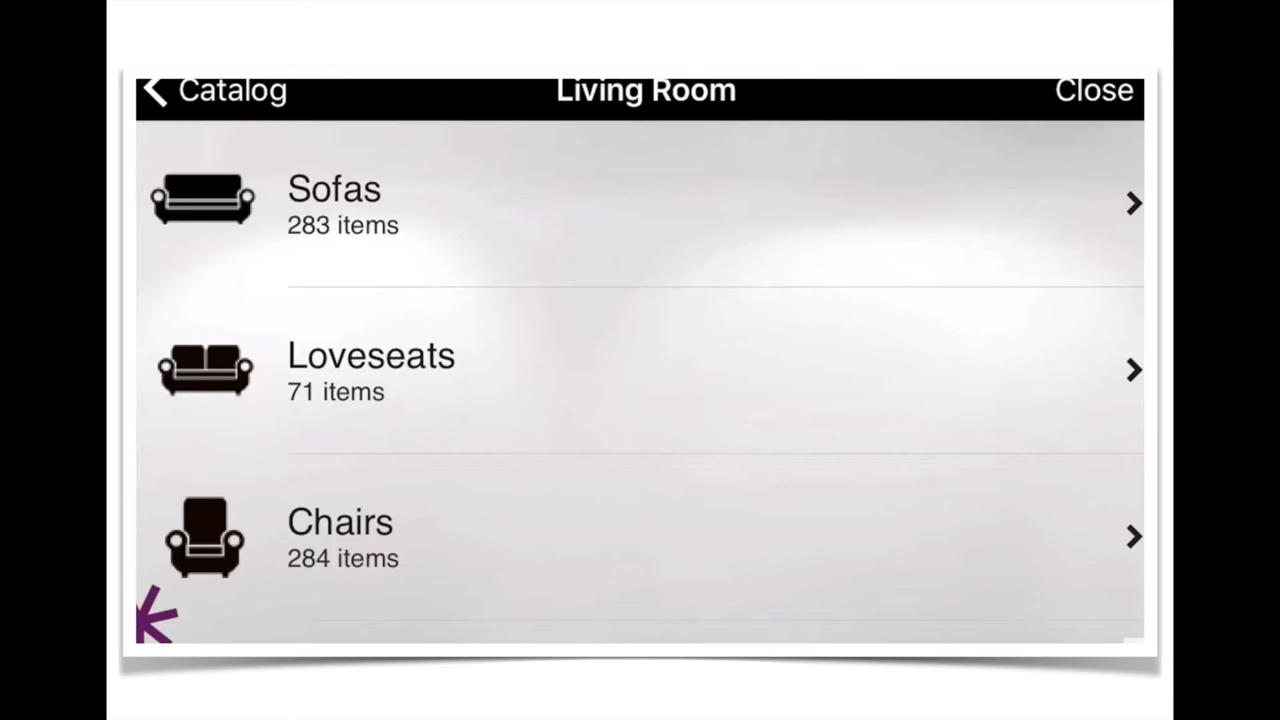 Catalog Living Room Close
Sofas
283 items
Loveseats
71 items
Chairs
284 items